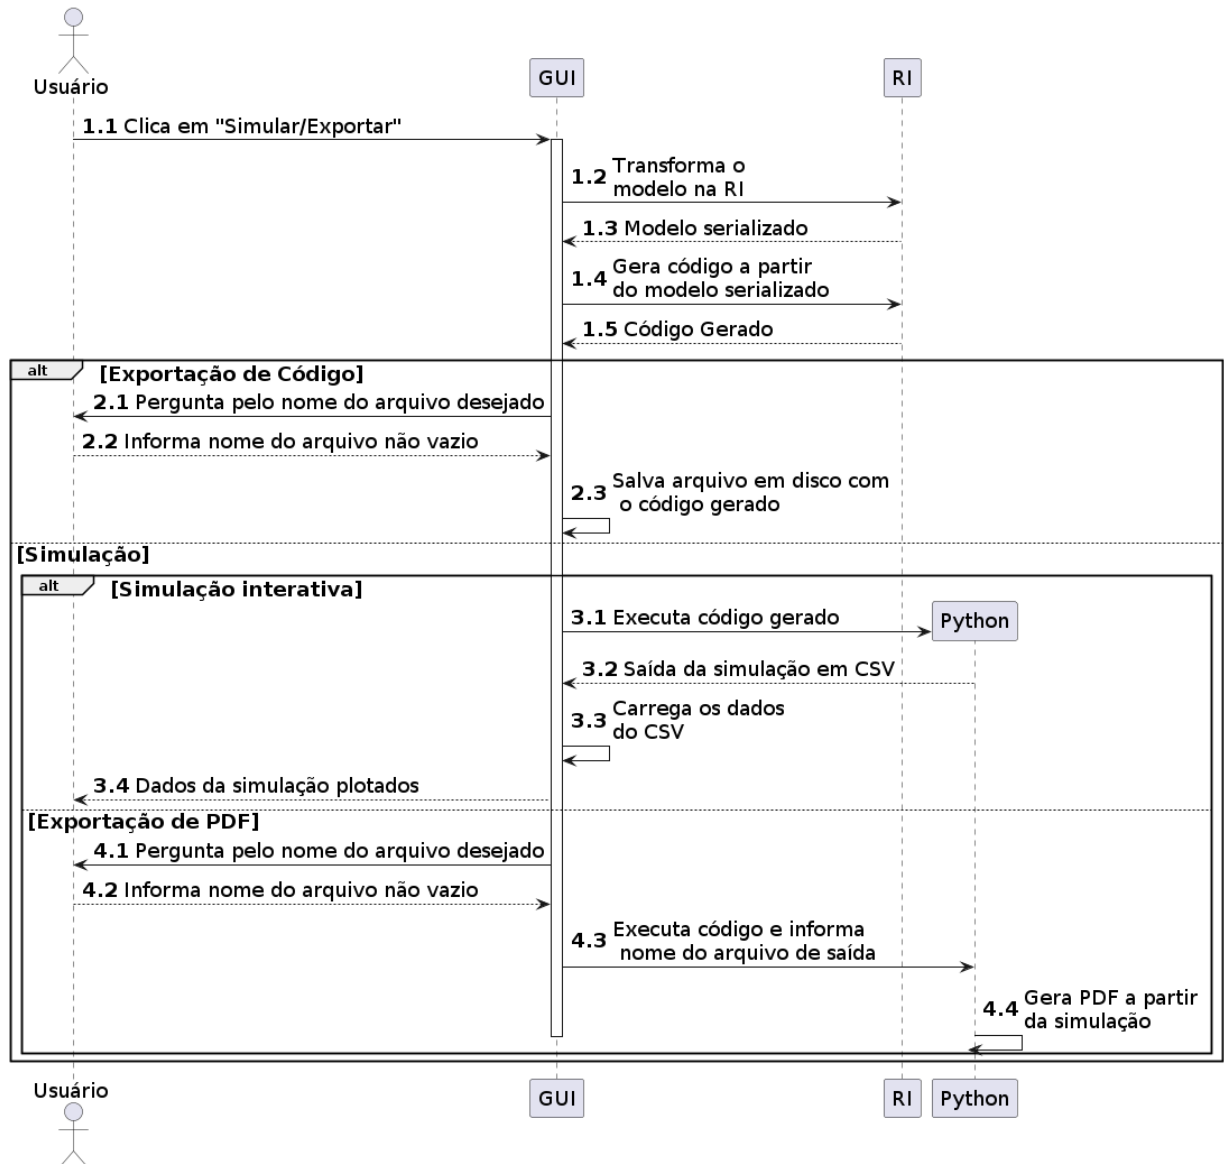 Usuário
GUI
RI
1.1 Clica em "Simular/Exportar"
1.2 Transforma o
modelo na RI
1.3 Modelo serializado
1.4 Gera código a partir
do modelo serializado
1.5 Código Gerado
alt [Exportação de Código]
2.1 Pergunta pelo nome do arquivo desejado
2.2 Informa nome do arquivo não vazio
2.3 Salva arquivo em disco com
o código gerado
[Simulação]
alt [Simulação interativa]
3.1 Executa código gerado
Python
3.2 Saída da simulação em CSV
3.3 Carrega os dados
do CSV
3.4 Dados da simulação plotados
[Exportação de PDF]
4.1 Pergunta pelo nome do arquivo desejado
4.2 Informa nome do arquivo não vazio
4.3 Executa código e informa
nome do arquivo de saída
4.4 Gera PDF a partir
da simulação
Usuário
GUI
RI
Python